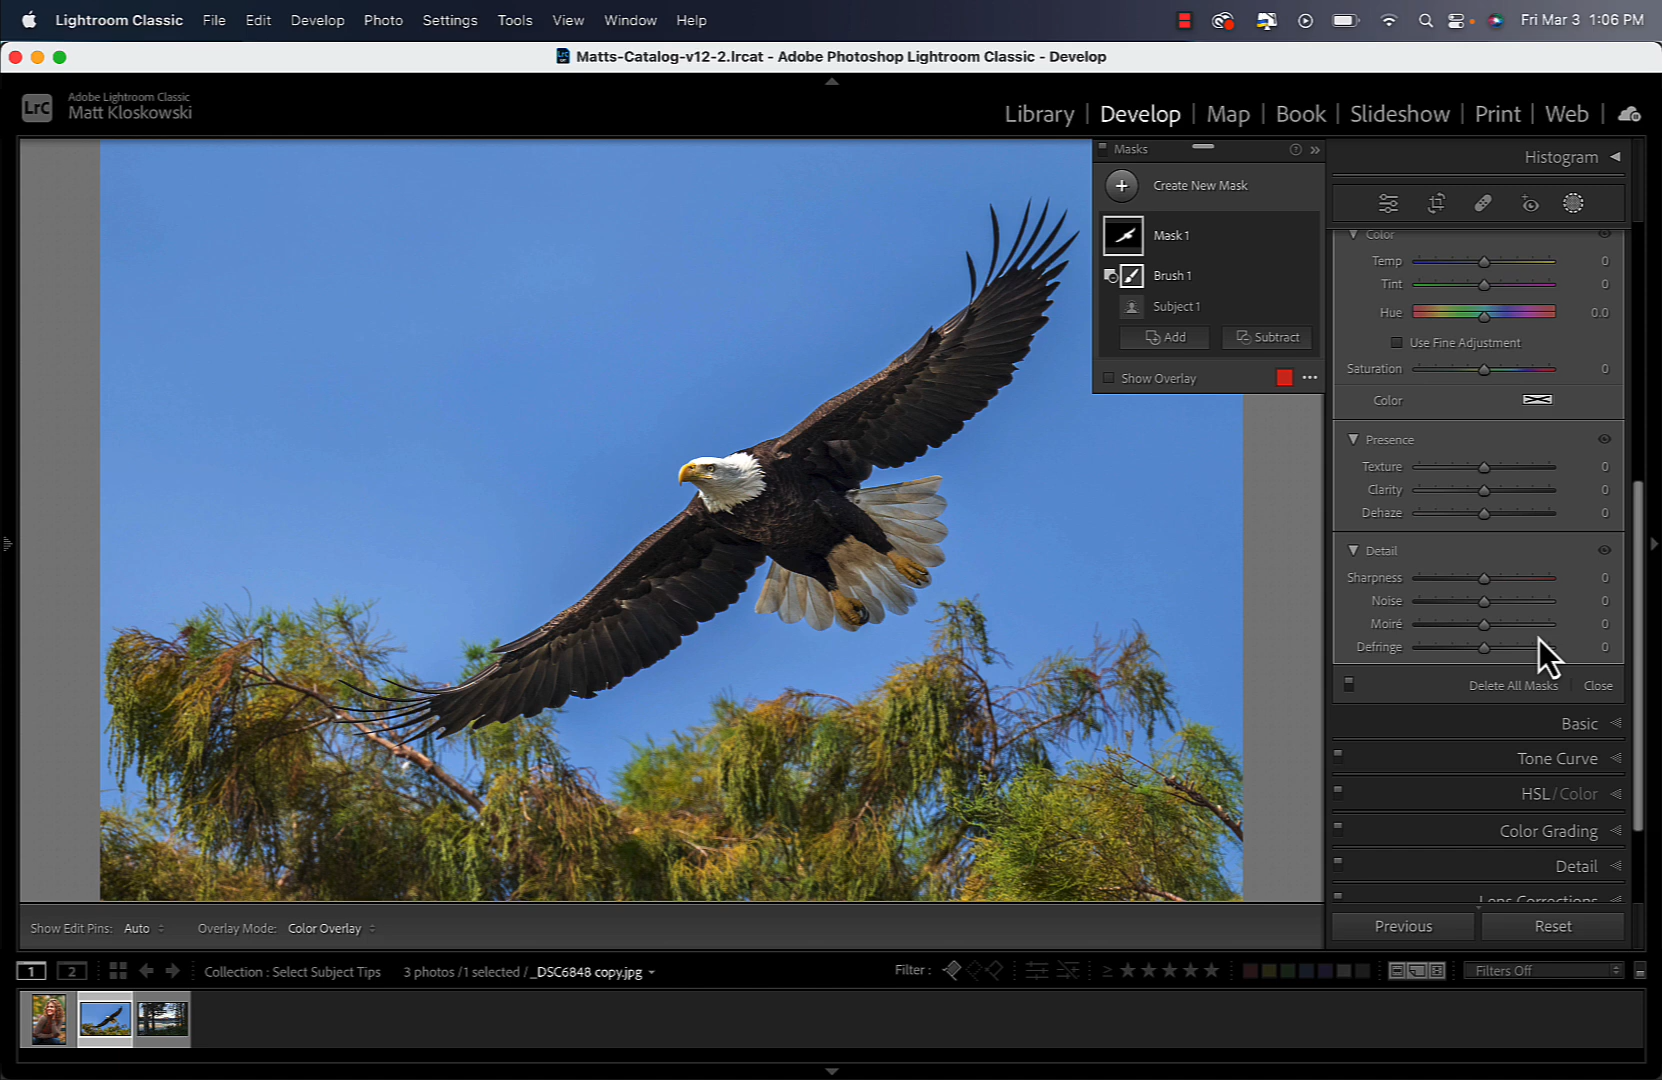 Lightroom Classic File Edit Develop Photo Settings Tools View Window Help Fri Mar 3 1:06 PM
Matts-Catalog-v12-2.lrcat - Adobe Photoshop Lightroom Classic - Develop
LrC
Adobe Lightroom Classic
Matt Kloskowski
Library | Develop | Map | Book | Slideshow | Print | Web
Masks
Create New Mask
Mask 1
Brush 1
Subject 1
Add Subtract
Show Overlay
Histogram
Color
Temp 0
Tint 0
Hue 0.0
Use Fine Adjustment
Saturation 0
Color
Presence
Texture 0
Clarity 0
Dehaze 0
Detail
Sharpness 0
Noise 0
Moiré 0
Defringe 0
Delete All Masks Close
Basic
Tone Curve
HSL / Color
Color Grading
Detail
Lens Corrections
Previous Reset
Show Edit Pins: Auto Overlay Mode: Color Overlay
1 2 Collection : Select Subject Tips 3 photos / 1 selected / _DSC6848 copy.jpg Filter : ≥ ★★★★★ Filters Off